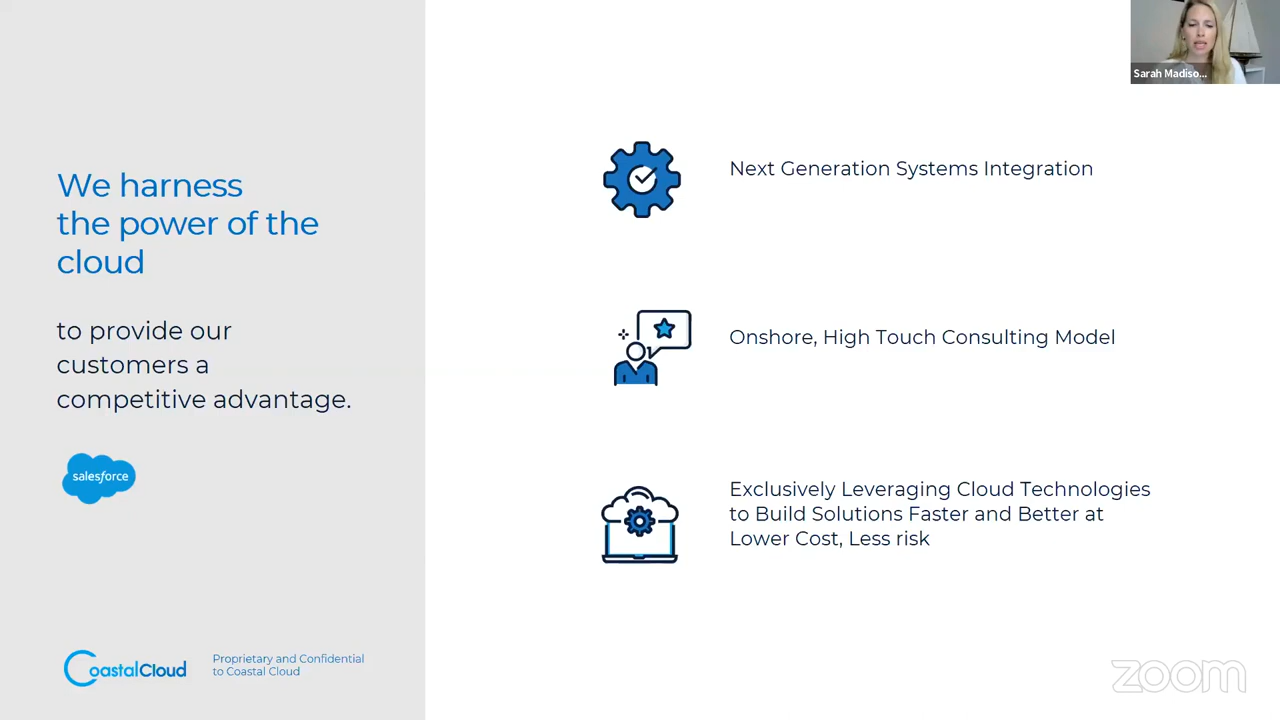 We harness
the power of the
cloud
to provide our
customers a
competitive advantage.
salesforce
CoastalCloud
Proprietary and Confidential
to Coastal Cloud
Next Generation Systems Integration
Onshore, High Touch Consulting Model
Exclusively Leveraging Cloud Technologies
to Build Solutions Faster and Better at
Lower Cost, Less risk
Sarah Madiso...
zoom